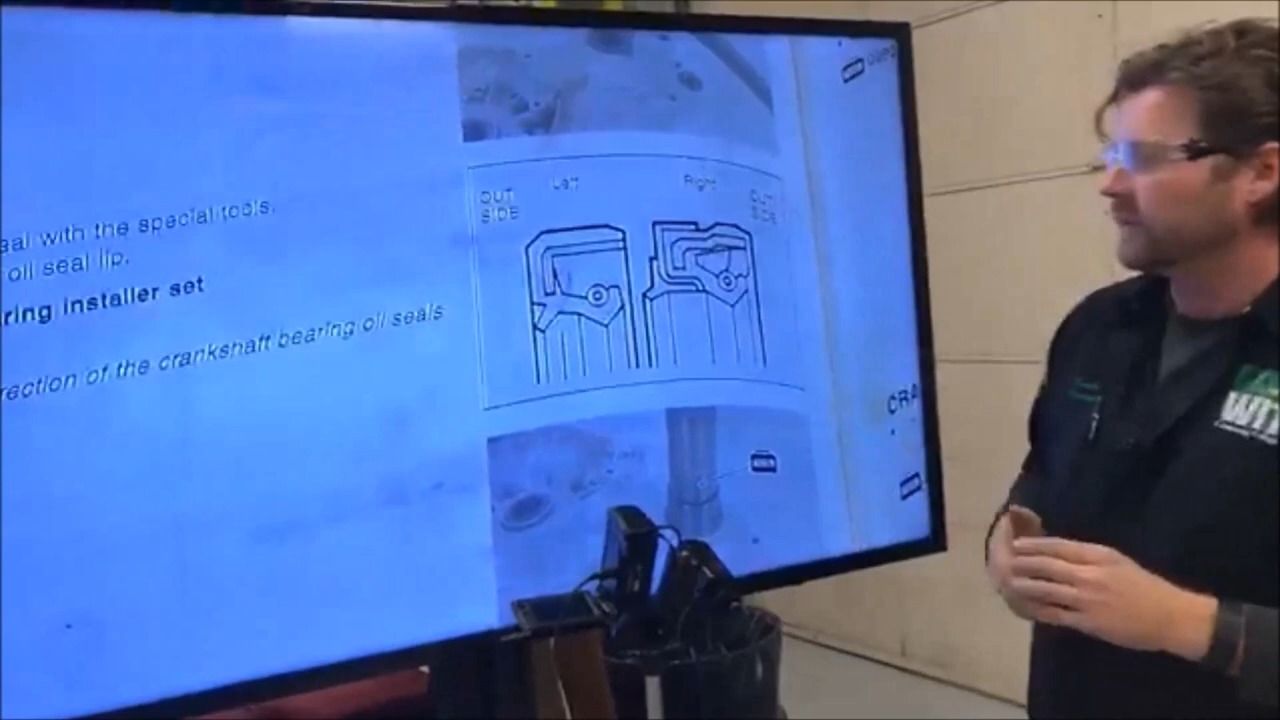 eal with the special tools.
oil seal lip.
ring installer set
rection of the crankshaft bearing oil seals
OUT
SIDE
Left
Right
OUT
SIDE
CRA